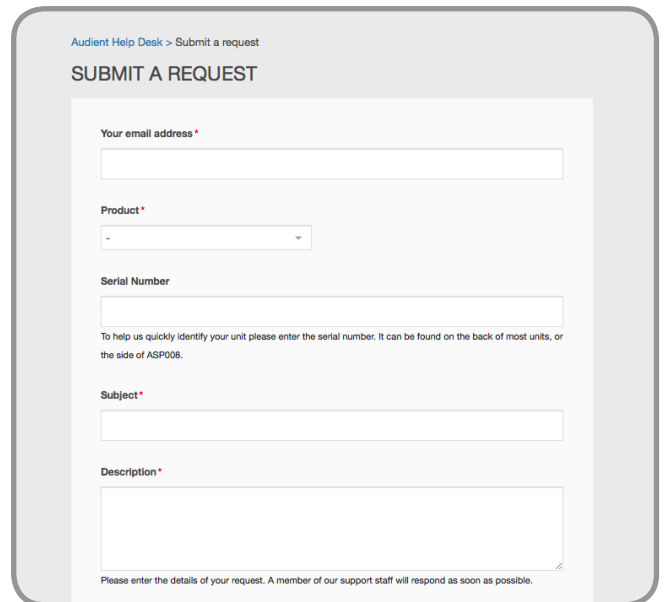 Audient Help Desk > Submit a request
SUBMIT A REQUEST
Your email address*
Product*
-
Serial Number
To help us quickly identify your unit please enter the serial number. It can be found on the back of most units, or
the side of ASP008.
Subject*
Description*
Please enter the details of your request. A member of our support staff will respond as soon as possible.